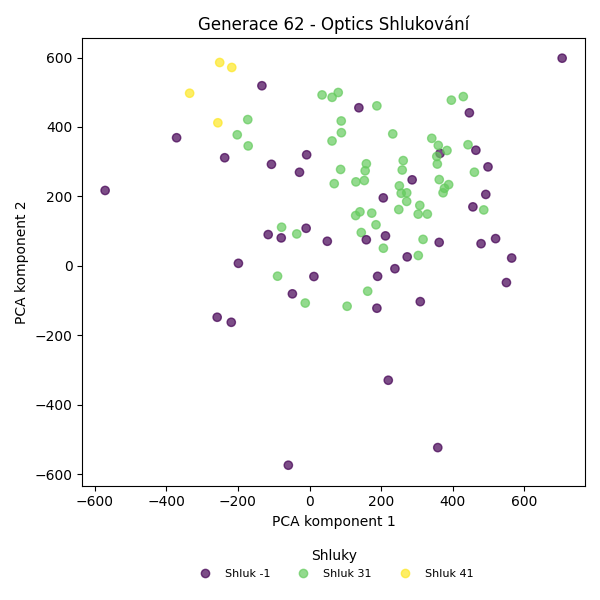 Generace 62 - Optics Shlukování
600
400
200
0
−200
−400
−600
PCA komponent 2
−600 −400 −200 0 200 400 600
PCA komponent 1
Shluky
Shluk -1 Shluk 31 Shluk 41